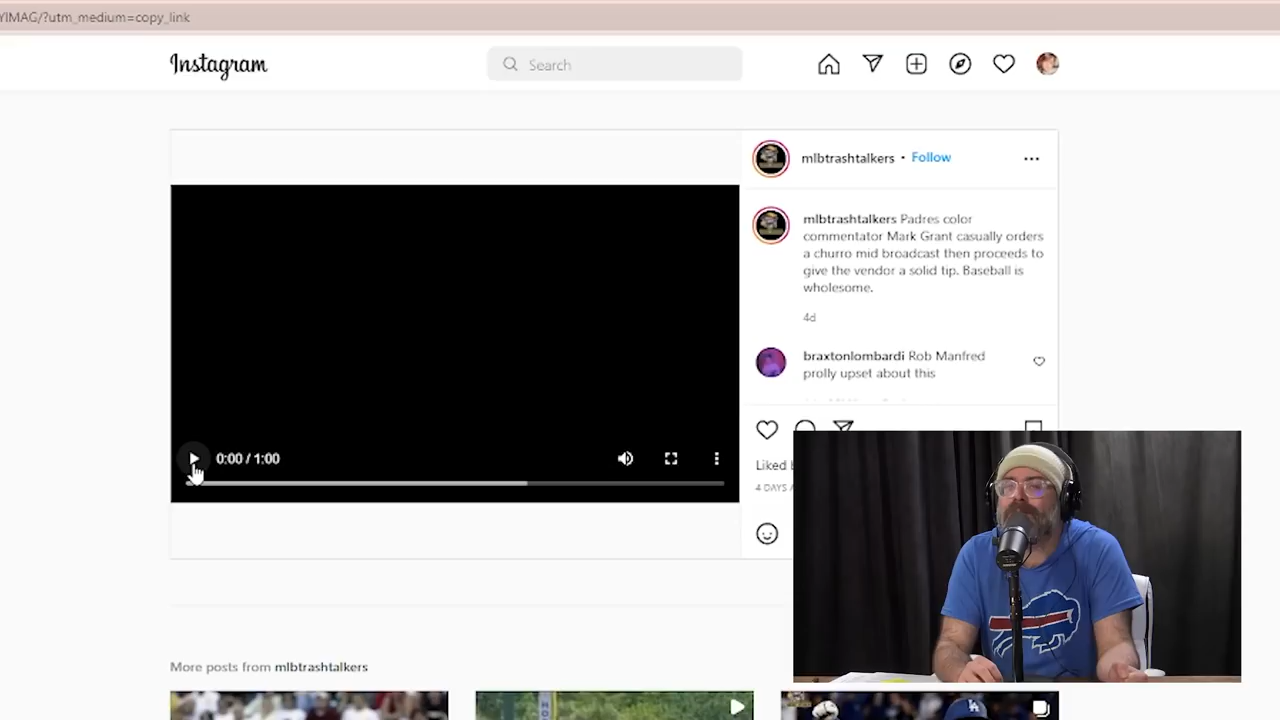 YIMAG/?utm_medium=copy_link
Instagram
Search
mlbtrashtalkers • Follow
mlbtrashtalkers Padres color
commentator Mark Grant casually orders
a churro mid broadcast then proceeds to
give the vendor a solid tip. Baseball is
wholesome.
4d
braxtonlombardi Rob Manfred
prolly upset about this
0:00 / 1:00
Liked
4 DAYS
More posts from mlbtrashtalkers
LA